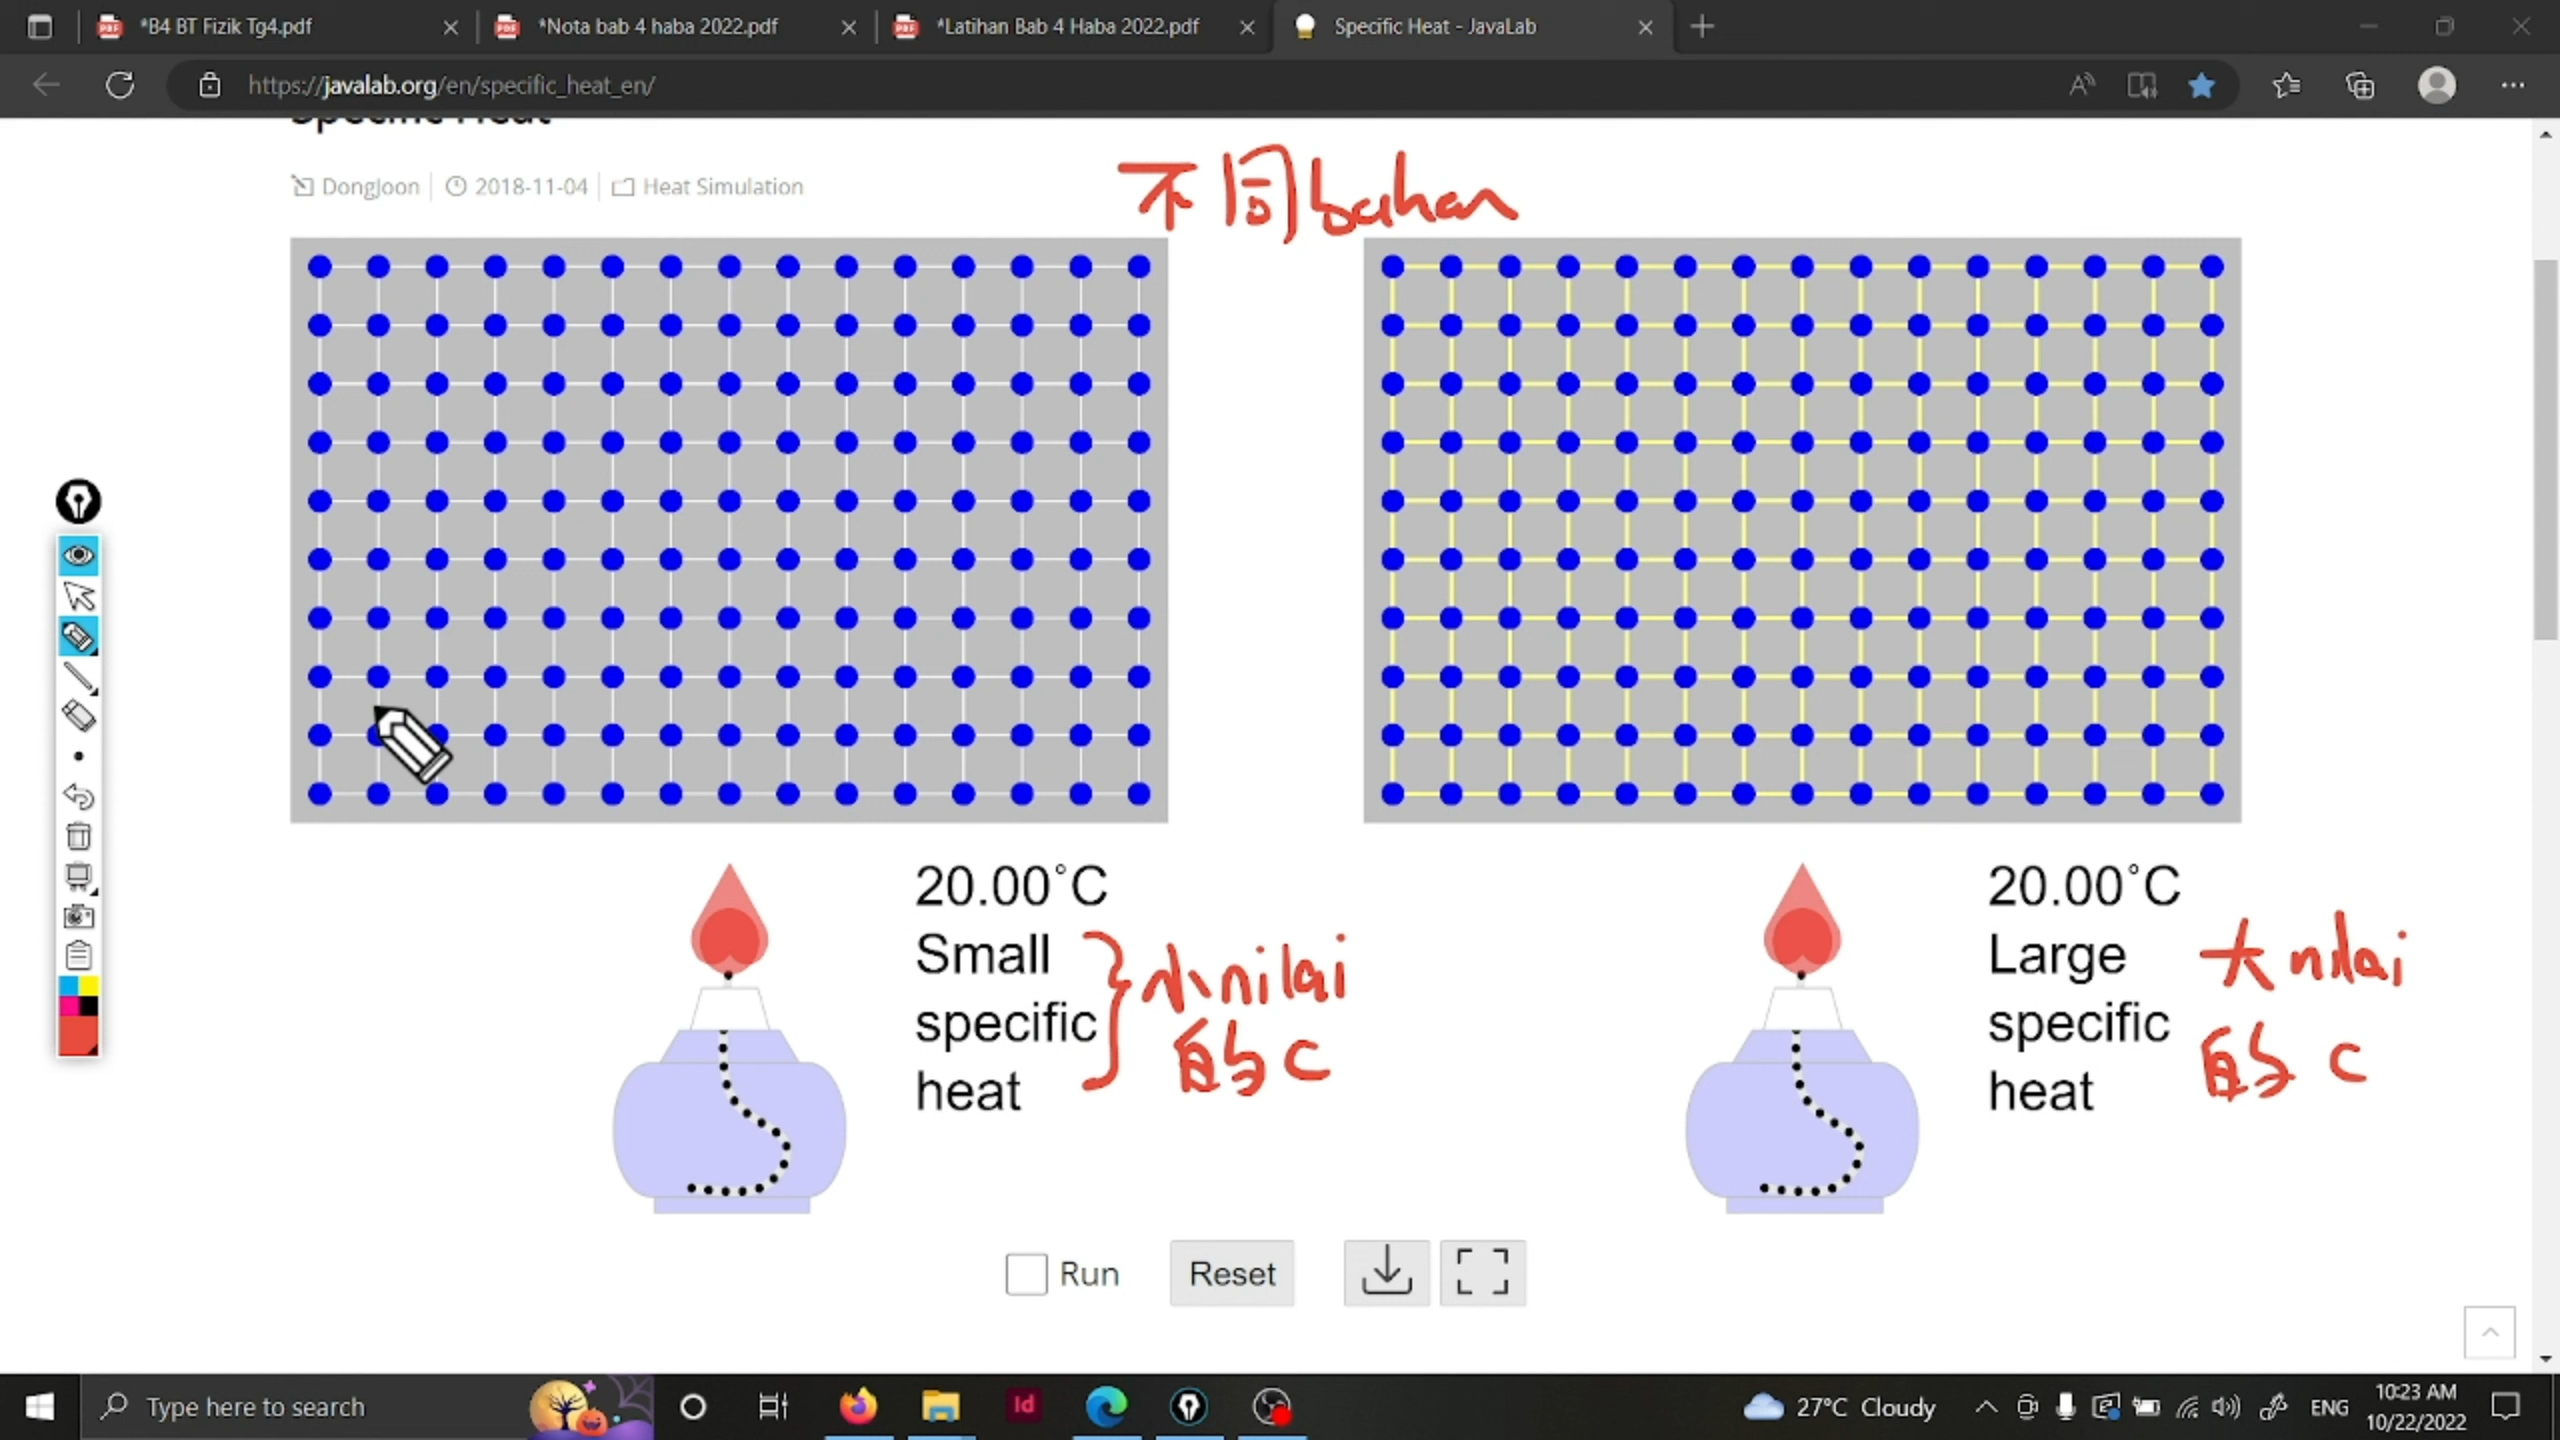 *B4 BT Fizik Tg4.pdf
*Nota bab 4 haba 2022.pdf
*Latihan Bab 4 Haba 2022.pdf
Specific Heat - JavaLab
https://javalab.org/en/specific_heat_en/
Specific Heat
DongJoon
2018-11-04
Heat Simulation
不同bahan
20.00˚C
Small
specific
heat
小nilai
的 c
20.00˚C
Large
specific
heat
大nilai
的 c
Run
Reset
Type here to search
Id
27°C Cloudy
ENG
10:23 AM
10/22/2022